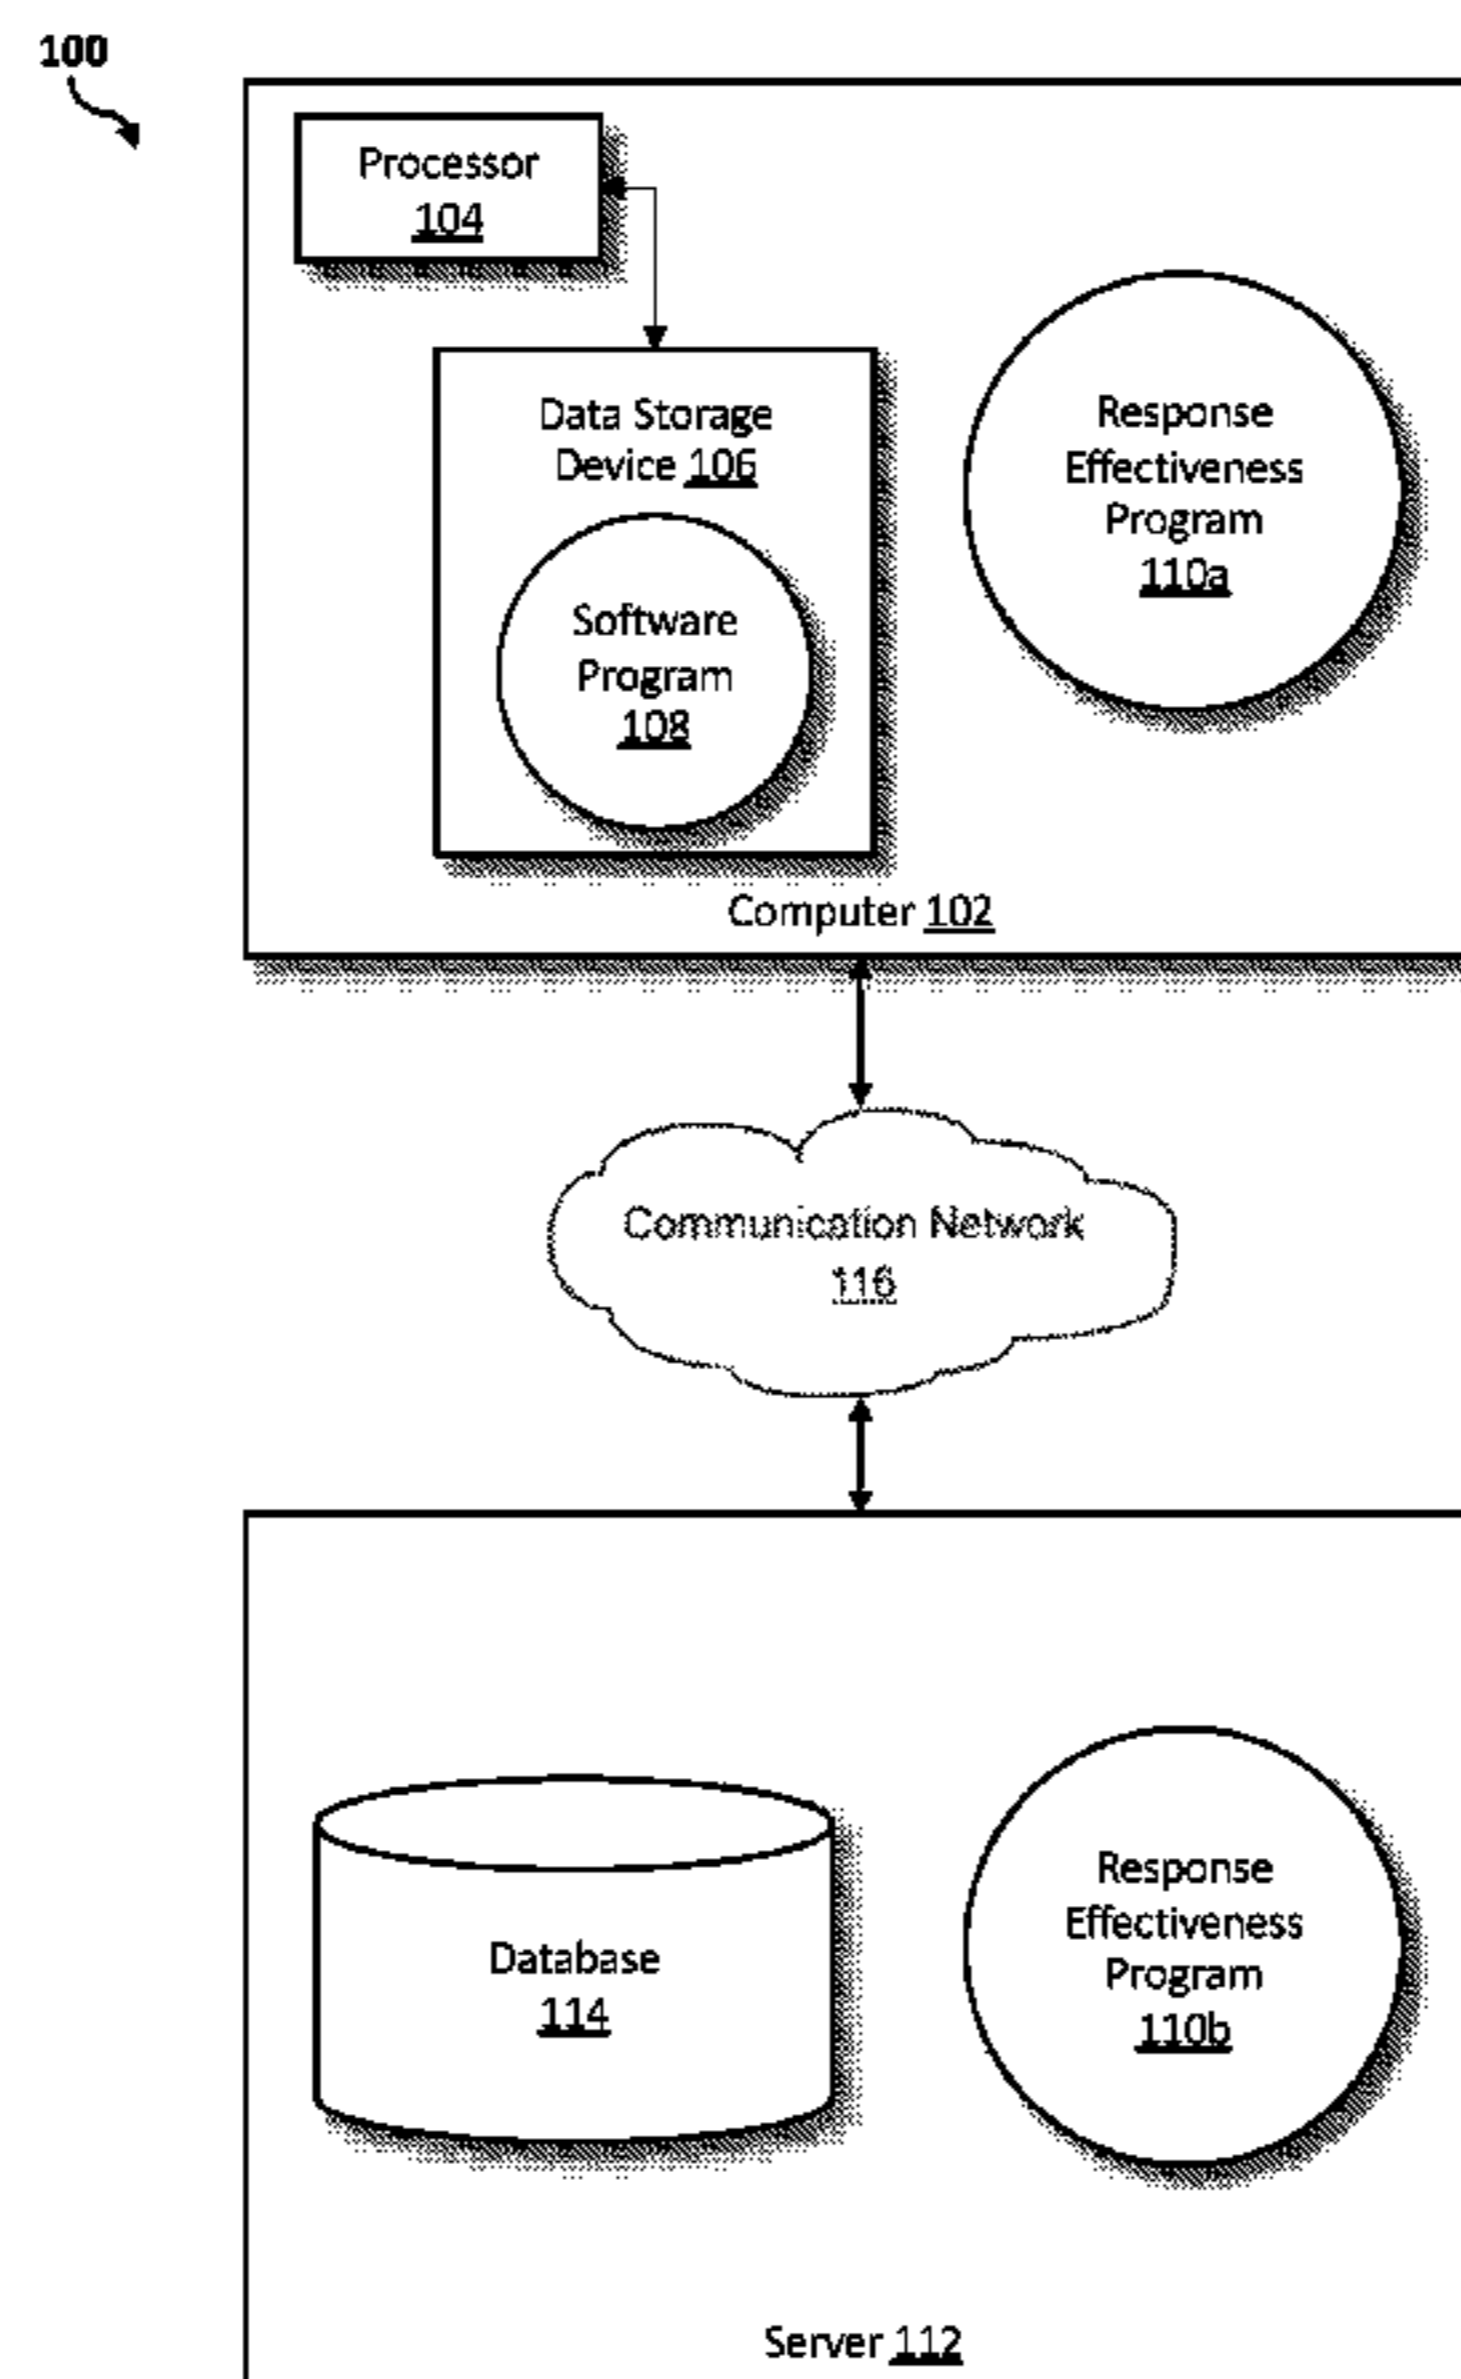 100
Processor
104
Data Storage
Device 106
Software
Program
108
Response
Effectiveness
Program
110a
Computer 102
Communication Network
116
Database
114
Response
Effectiveness
Program
110b
Server 112